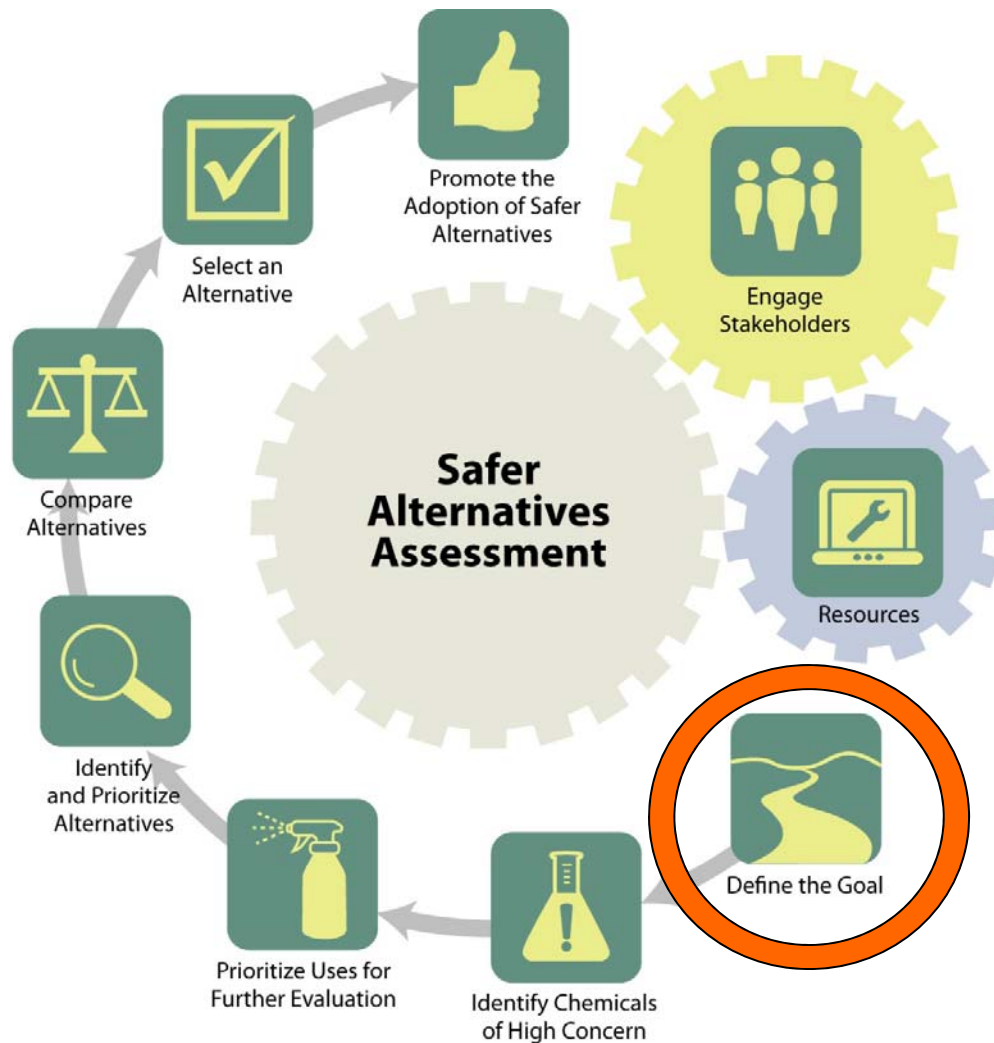 Promote the
Adoption of Safer
Alternatives
Select an
Alternative
Engage
Stakeholders
Compare
Alternatives
Safer
Alternatives
Assessment
Resources
Identify
and Prioritize
Alternatives
Define the Goal
Prioritize Uses for
Further Evaluation
Identify Chemicals
of High Concern